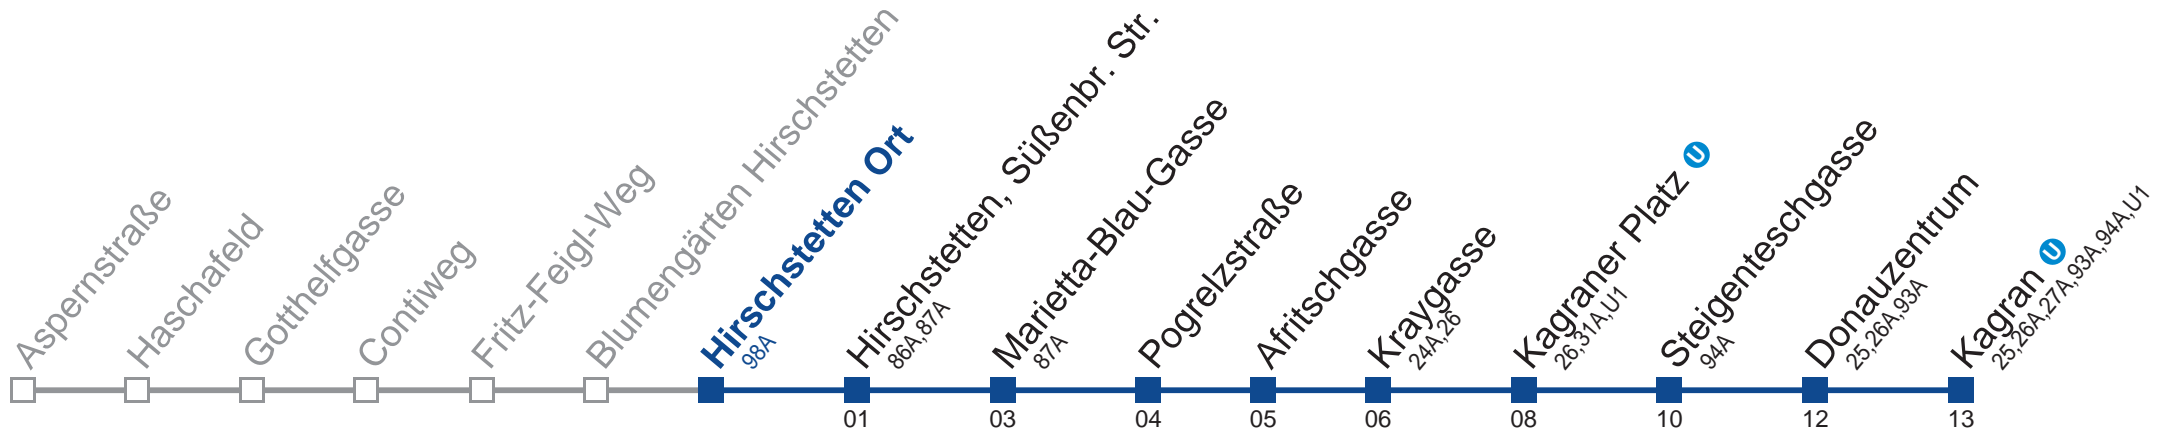 Aspernstraße
Haschafeld
Gotthelfgasse
Contiweg
Fritz-Feigl-Weg
Blumengärten Hirschstetten
Hirschstetten Ort
98A
Hirschstetten, Süßenbr. Str.
86A,87A
01
Marietta-Blau-Gasse
87A
03
Pogrelzstraße
04
Afritschgasse
05
Kraygasse
24A,26
06
Kagraner Platz U
26,31A,U1
08
Steigenteschgasse
94A
10
Donauzentrum
25,26A,93A
12
Kagran U
25,26A,27A,93A,94A,U1
13